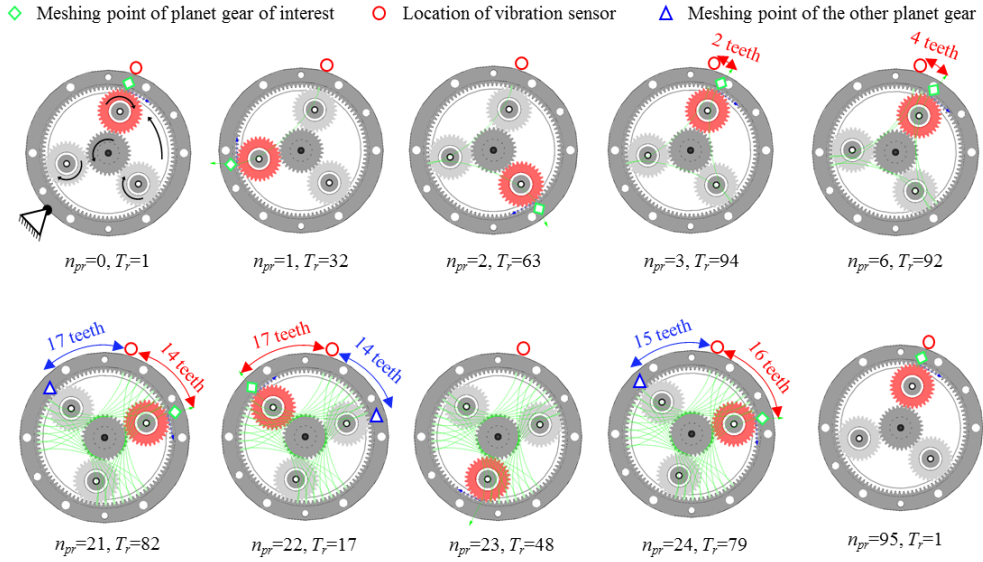 Meshing point of planet gear of interest
Location of vibration sensor
Meshing point of the other planet gear
2 teeth
4 teeth
npr=0, Tr=1
npr=1, Tr=32
npr=2, Tr=63
npr=3, Tr=94
npr=6, Tr=92
17 teeth
14 teeth
17 teeth
14 teeth
15 teeth
16 teeth
npr=21, Tr=82
npr=22, Tr=17
npr=23, Tr=48
npr=24, Tr=79
npr=95, Tr=1